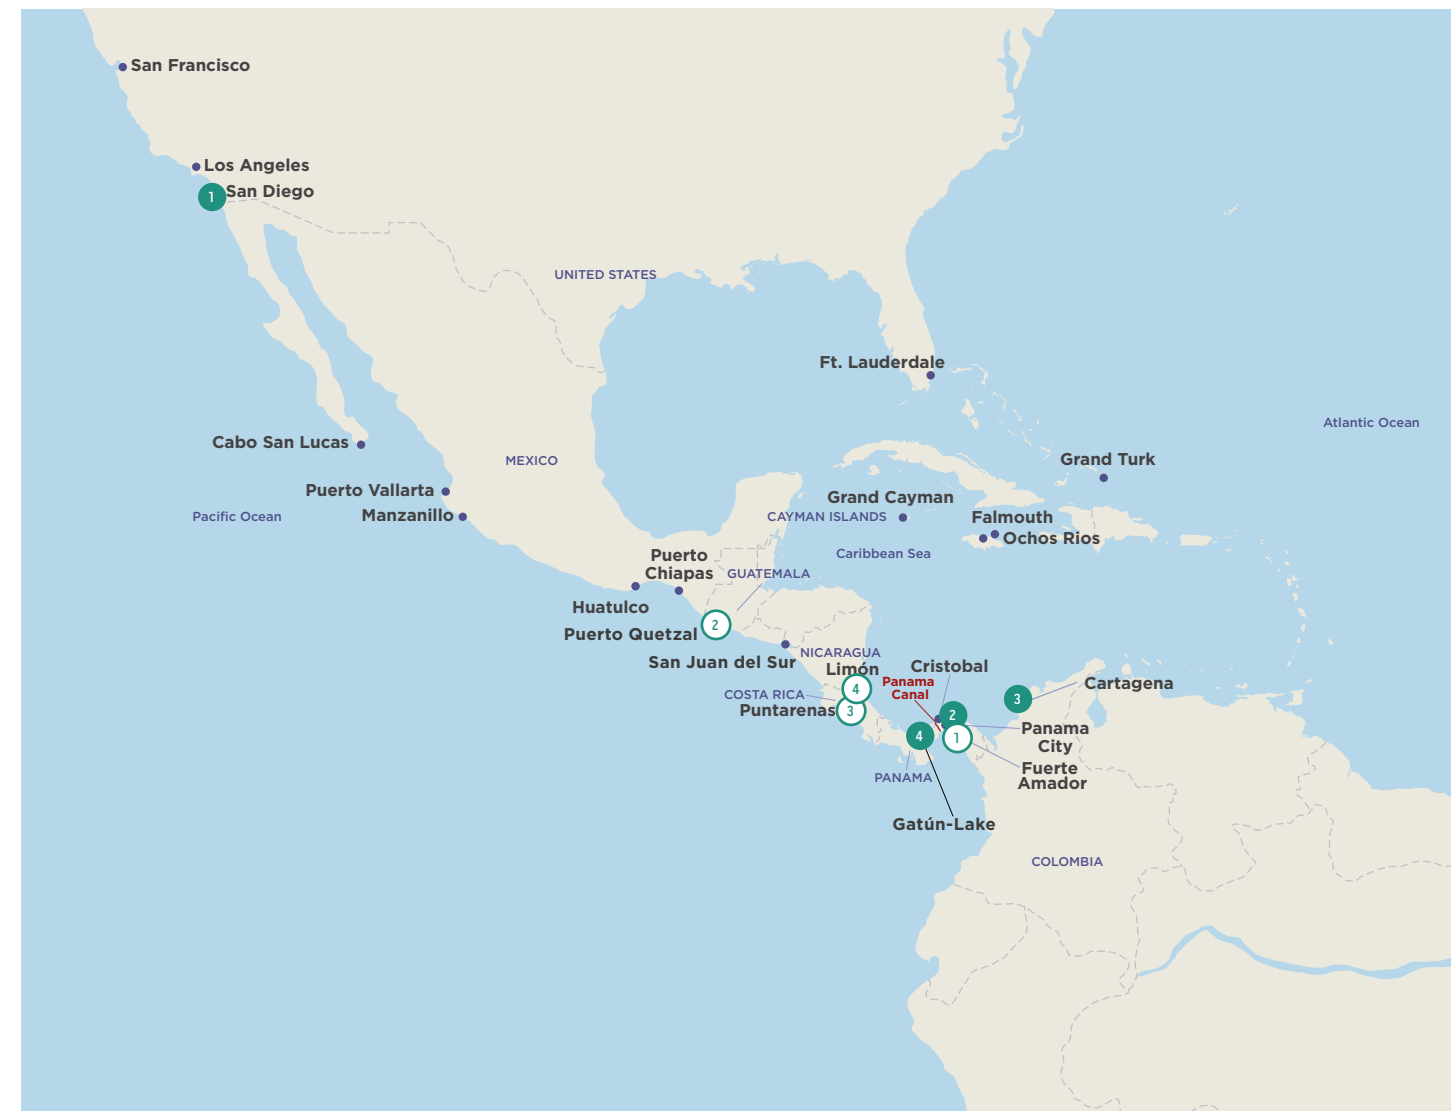 San Francisco
Los Angeles
1
San Diego
UNITED STATES
Ft. Lauderdale
Atlantic Ocean
Cabo San Lucas
MEXICO
Grand Turk
Puerto Vallarta
Grand Cayman
Pacific Ocean
Manzanillo
CAYMAN ISLANDS
Falmouth
Ochos Rios
Caribbean Sea
Puerto
Chiapas
GUATEMALA
Huatulco
2
Puerto Quetzal
San Juan del Sur
NICARAGUA
Limón
Cristobal
Panama
Canal
Cartagena
COSTA RICA
4
3
Puntarenas
3
2
4
1
Panama
City
Fuerte
Amador
PANAMA
Gatún-Lake
COLOMBIA